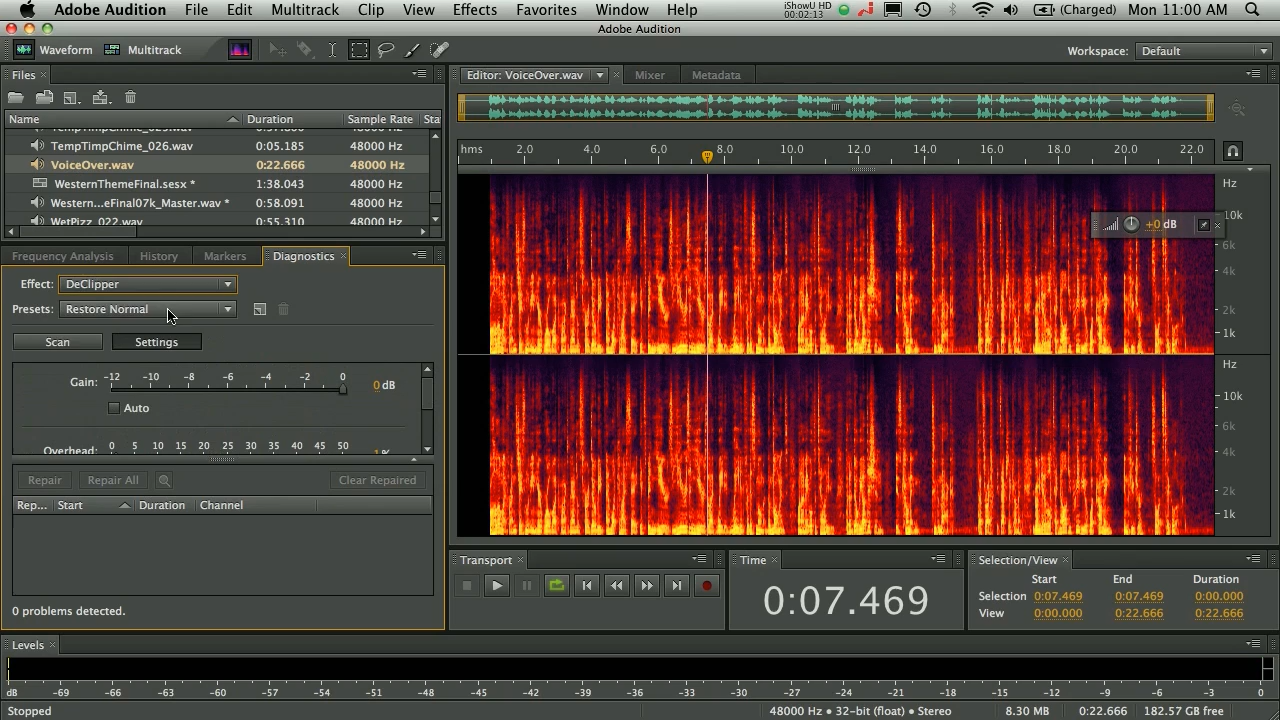 Adobe Audition File Edit Multitrack Clip View Effects Favorites Window Help iShowU HD 00:02:13 (Charged) Mon 11:00 AM
Adobe Audition
Waveform Multitrack Workspace: Default
Files × Editor: VoiceOver.wav × Mixer Metadata
Name Duration Sample Rate Sta
TempTimpChime_025.wav 48000 Hz
TempTimpChime_026.wav 0:05.185 48000 Hz
VoiceOver.wav 0:22.666 48000 Hz
WesternThemeFinal.sesx * 1:38.043 48000 Hz
Western...eFinal07k_Master.wav * 0:58.091 48000 Hz
WetPizz_022.wav 0:55.310 48000 Hz
hms 2.0 4.0 6.0 8.0 10.0 12.0 14.0 16.0 18.0 20.0 22.0
Hz
10k
6k
4k
2k
1k
+0 dB
Hz
10k
6k
4k
2k
1k
Frequency Analysis History Markers Diagnostics ×
Effect: DeClipper
Presets: Restore Normal
Scan Settings
Gain: -12 -10 -8 -6 -4 -2 0 0 dB
Auto
Overhead: 0 5 10 15 20 25 30 35 40 45 50 1 %
Repair Repair All Clear Repaired
Rep... Start Duration Channel
0 problems detected.
Transport × Time × Selection/View ×
0:07.469
Start End Duration
Selection 0:07.469 0:07.469 0:00.000
View 0:00.000 0:22.666 0:22.666
Levels ×
dB -69 -66 -63 -60 -57 -54 -51 -48 -45 -42 -39 -36 -33 -30 -27 -24 -21 -18 -15 -12 -9 -6 -3 0
Stopped 48000 Hz • 32-bit (float) • Stereo 8.30 MB 0:22.666 182.57 GB free